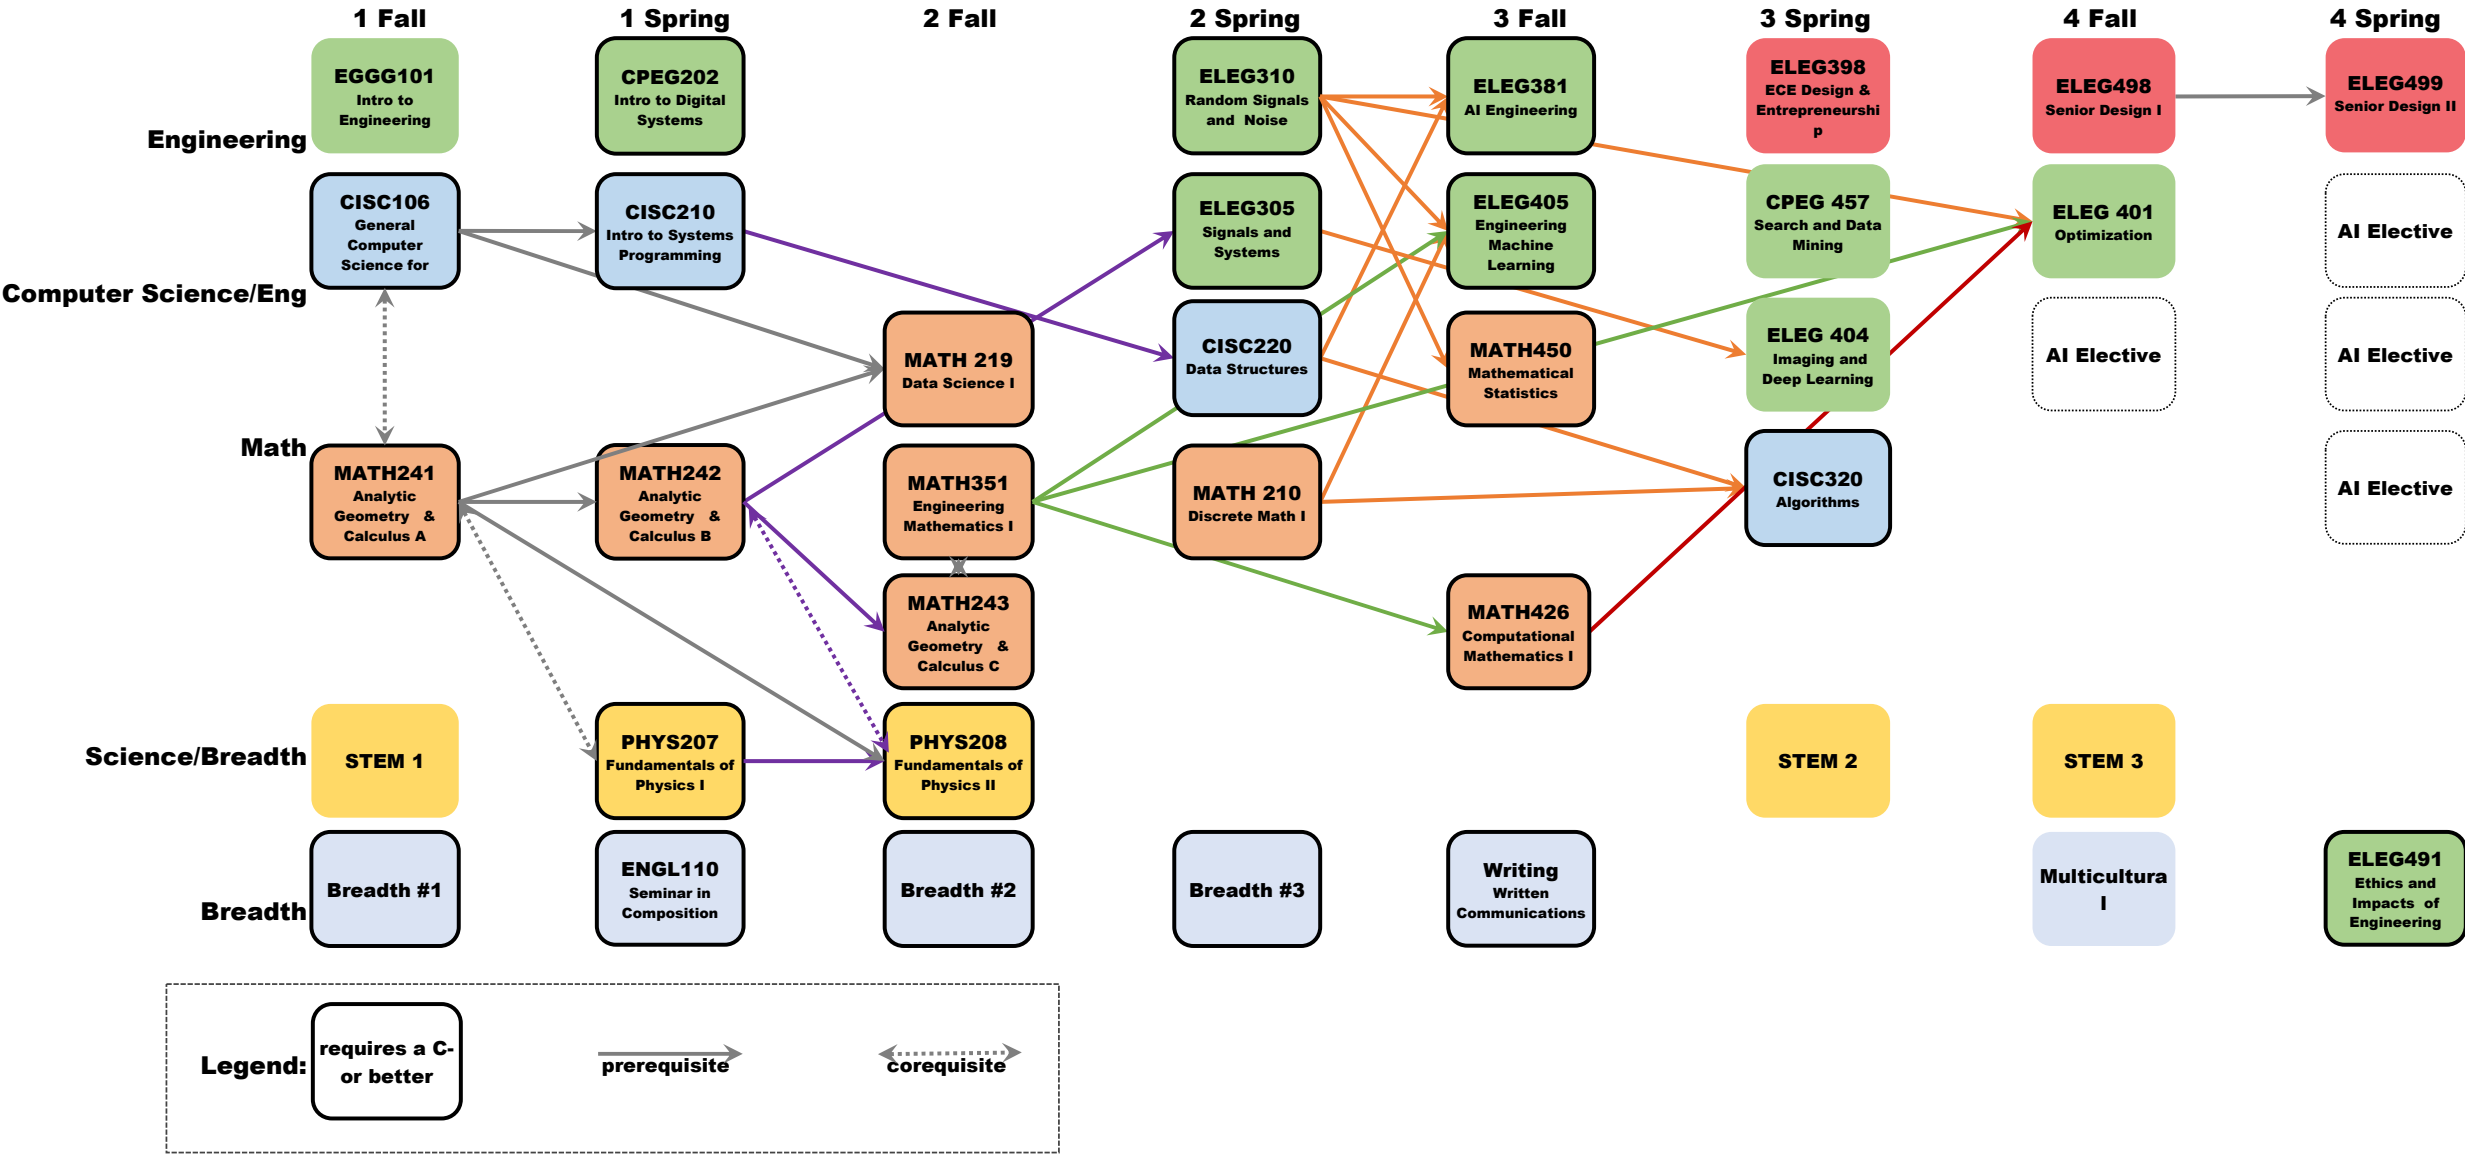 1 Fall
1 Spring
2 Fall
2 Spring
3 Fall
3 Spring
4 Fall
4 Spring
Engineering
EGGG101
Intro to
Engineering
CPEG202
Intro to Digital
Systems
ELEG310
Random Signals
and Noise
ELEG381
AI Engineering
ELEG398
ECE Design &
Entrepreneurshi
p
ELEG498
Senior Design I
ELEG499
Senior Design II
Computer Science/Eng
CISC106
General
Computer
Science for
CISC210
Intro to Systems
Programming
ELEG305
Signals and
Systems
ELEG405
Engineering
Machine
Learning
CPEG 457
Search and Data
Mining
ELEG 401
Optimization
AI Elective
MATH 219
Data Science I
CISC220
Data Structures
MATH450
Mathematical
Statistics
ELEG 404
Imaging and
Deep Learning
AI Elective
AI Elective
Math
MATH241
Analytic
Geometry &
Calculus A
MATH242
Analytic
Geometry &
Calculus B
MATH351
Engineering
Mathematics I
MATH 210
Discrete Math I
CISC320
Algorithms
AI Elective
MATH243
Analytic
Geometry &
Calculus C
MATH426
Computational
Mathematics I
Science/Breadth
STEM 1
PHYS207
Fundamentals of
Physics I
PHYS208
Fundamentals of
Physics II
STEM 2
STEM 3
Breadth
Breadth #1
ENGL110
Seminar in
Composition
Breadth #2
Breadth #3
Writing
Written
Communications
Multicultura
l
ELEG491
Ethics and
Impacts of
Engineering
Legend:
requires a C-
or better
prerequisite
corequisite